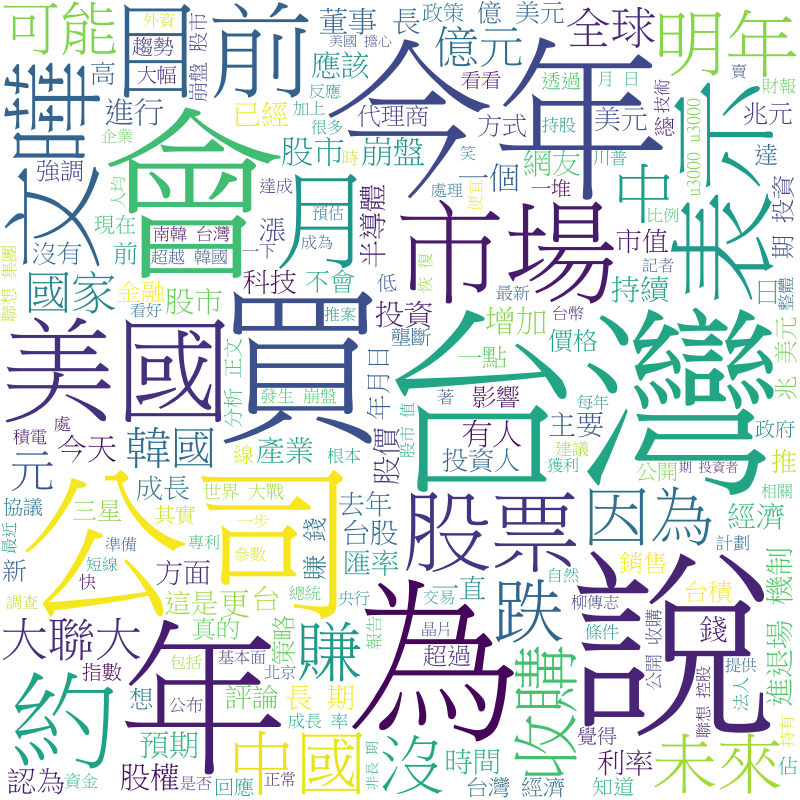 可能
目前
外資
趨勢
大幅
崩盤 股市
董事
長
政策
億 美元
美國 擔心
億元
全球
明年
文曄
高
進行
已經
應該
反應
加上
很多
看看
代理商
今年
透過
月 日
美元
賣
總
技術
財報
兆元
表示
強調
企業
會
時
股市
崩盤
笑
方式
持股
川普
網友
一個
中
u3000 u3000
達
期 投資
沒有
現在
人均
達成
預估
處理
便宜
一堆
比例
月
半導體
市場
市值
記者
前
南韓 台灣
一下
成為
漲
超越 韓國
恢復
聯想 集團
國家
金融
看好
科技
不會
低
最新
持續
日
整體
股市
推案
投資
增加
台幣
美國
買
壟斷
台灣
價格
一點
兆 美元
分析
正文
發生 崩盤
年月日
股價
股市 值
著
影響
每年
主要
政府
積電
處
今天
韓國
線
根本
有人
建議
元
產業
投資人
獲利
公開
期 投資者
推
協議
三星
成長
世界 大戰
去年
台股
公司
股票
因為
相關
經濟
最近
新
準備
其實
專利
一步
賺 錢
匯率
銷售
計劃
快
短線
方面
參數
為
說
台積
機制
調查
這是
更
台
總統
央行
交易
一直
跌
自然
柳傳志
錢
大聯大
真的
策略
賺
報告
晶片
收購
條件
進退場
指數
包括
基本面
年
超過
公開 收購
提供
約
想
公布
評論
北京
長 期
沒
聯想 控股
法人
未來
預期
中國
成長 率
覺得
持有
認為
資金
股權
是否
回應
正常
非長 期
時間
台灣 經濟
利率
知道
佔